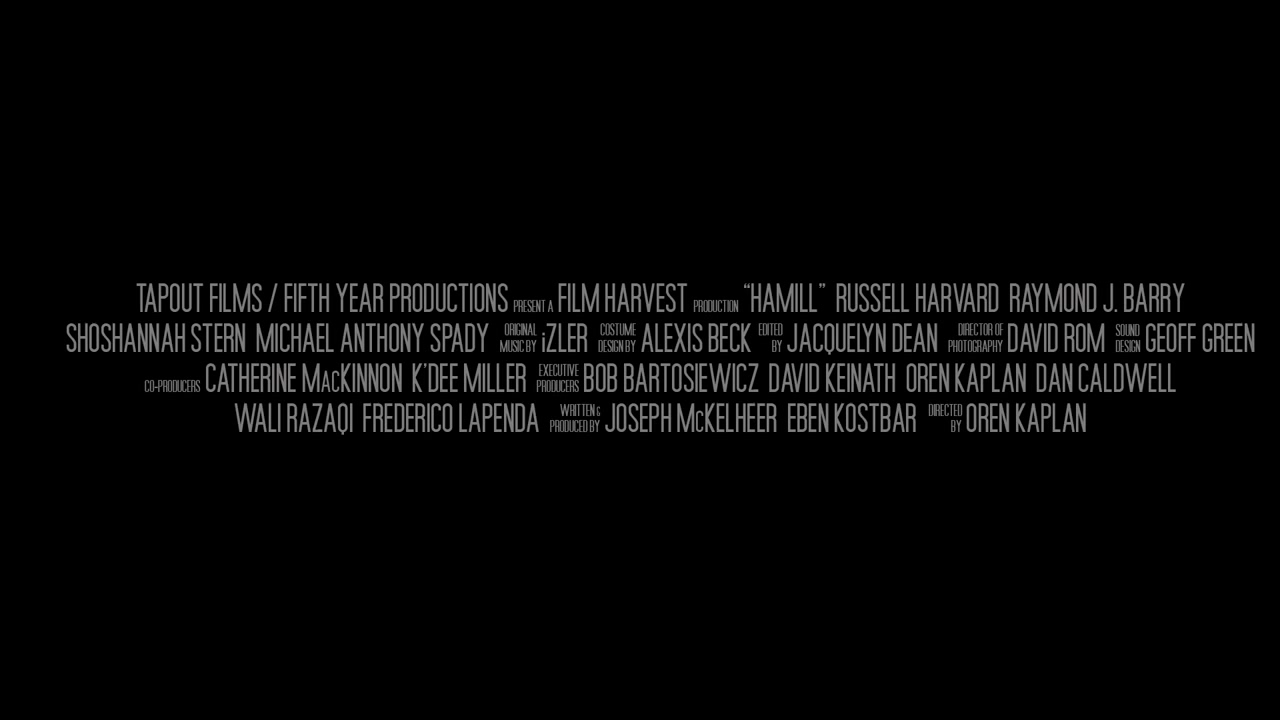 TAPOUT FILMS / FIFTH YEAR PRODUCTIONS PRESENT A FILM HARVEST PRODUCTION “HAMILL” RUSSELL HARVARD RAYMOND J. BARRY
SHOSHANNAH STERN MICHAEL ANTHONY SPADY ORIGINAL MUSIC BY iZLER COSTUME DESIGN BY ALEXIS BECK EDITED BY JACQUELYN DEAN DIRECTOR OF PHOTOGRAPHY DAVID ROM SOUND DESIGN GEOFF GREEN
CO-PRODUCERS CATHERINE MACKINNON K'DEE MILLER EXECUTIVE PRODUCERS BOB BARTOSIEWICZ DAVID KEINATH OREN KAPLAN DAN CALDWELL
WALI RAZAQI FREDERICO LAPENDA WRITTEN & PRODUCED BY JOSEPH McKELHEER EBEN KOSTBAR DIRECTED BY OREN KAPLAN